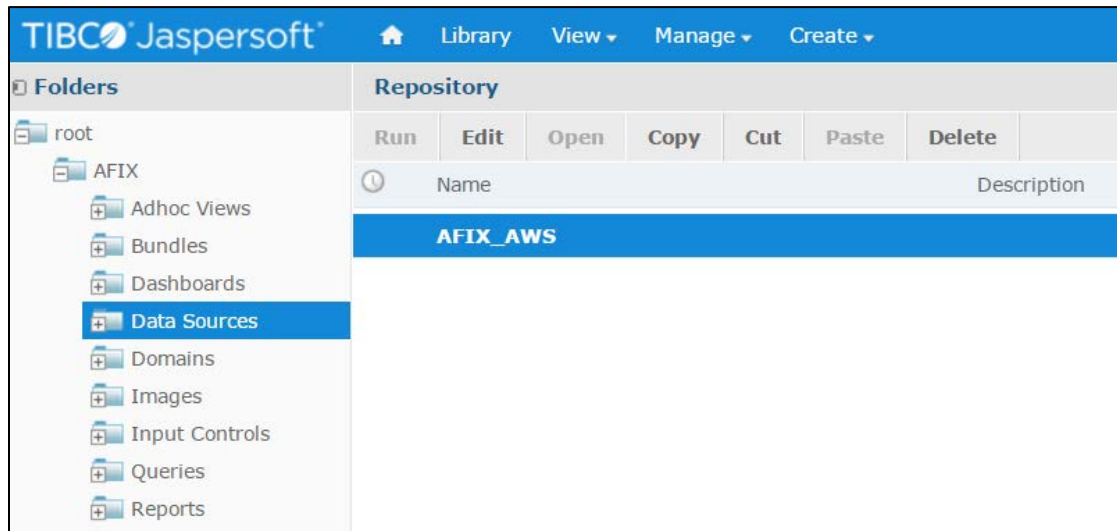 TIBCO Jaspersoft® Library View Manage Create
Folders
Repository
root
AFIX
Adhoc Views
Bundles
Dashboards
Data Sources
Domains
Images
Input Controls
Queries
Reports
Run Edit Open Copy Cut Paste Delete
Name Description
AFIX_AWS